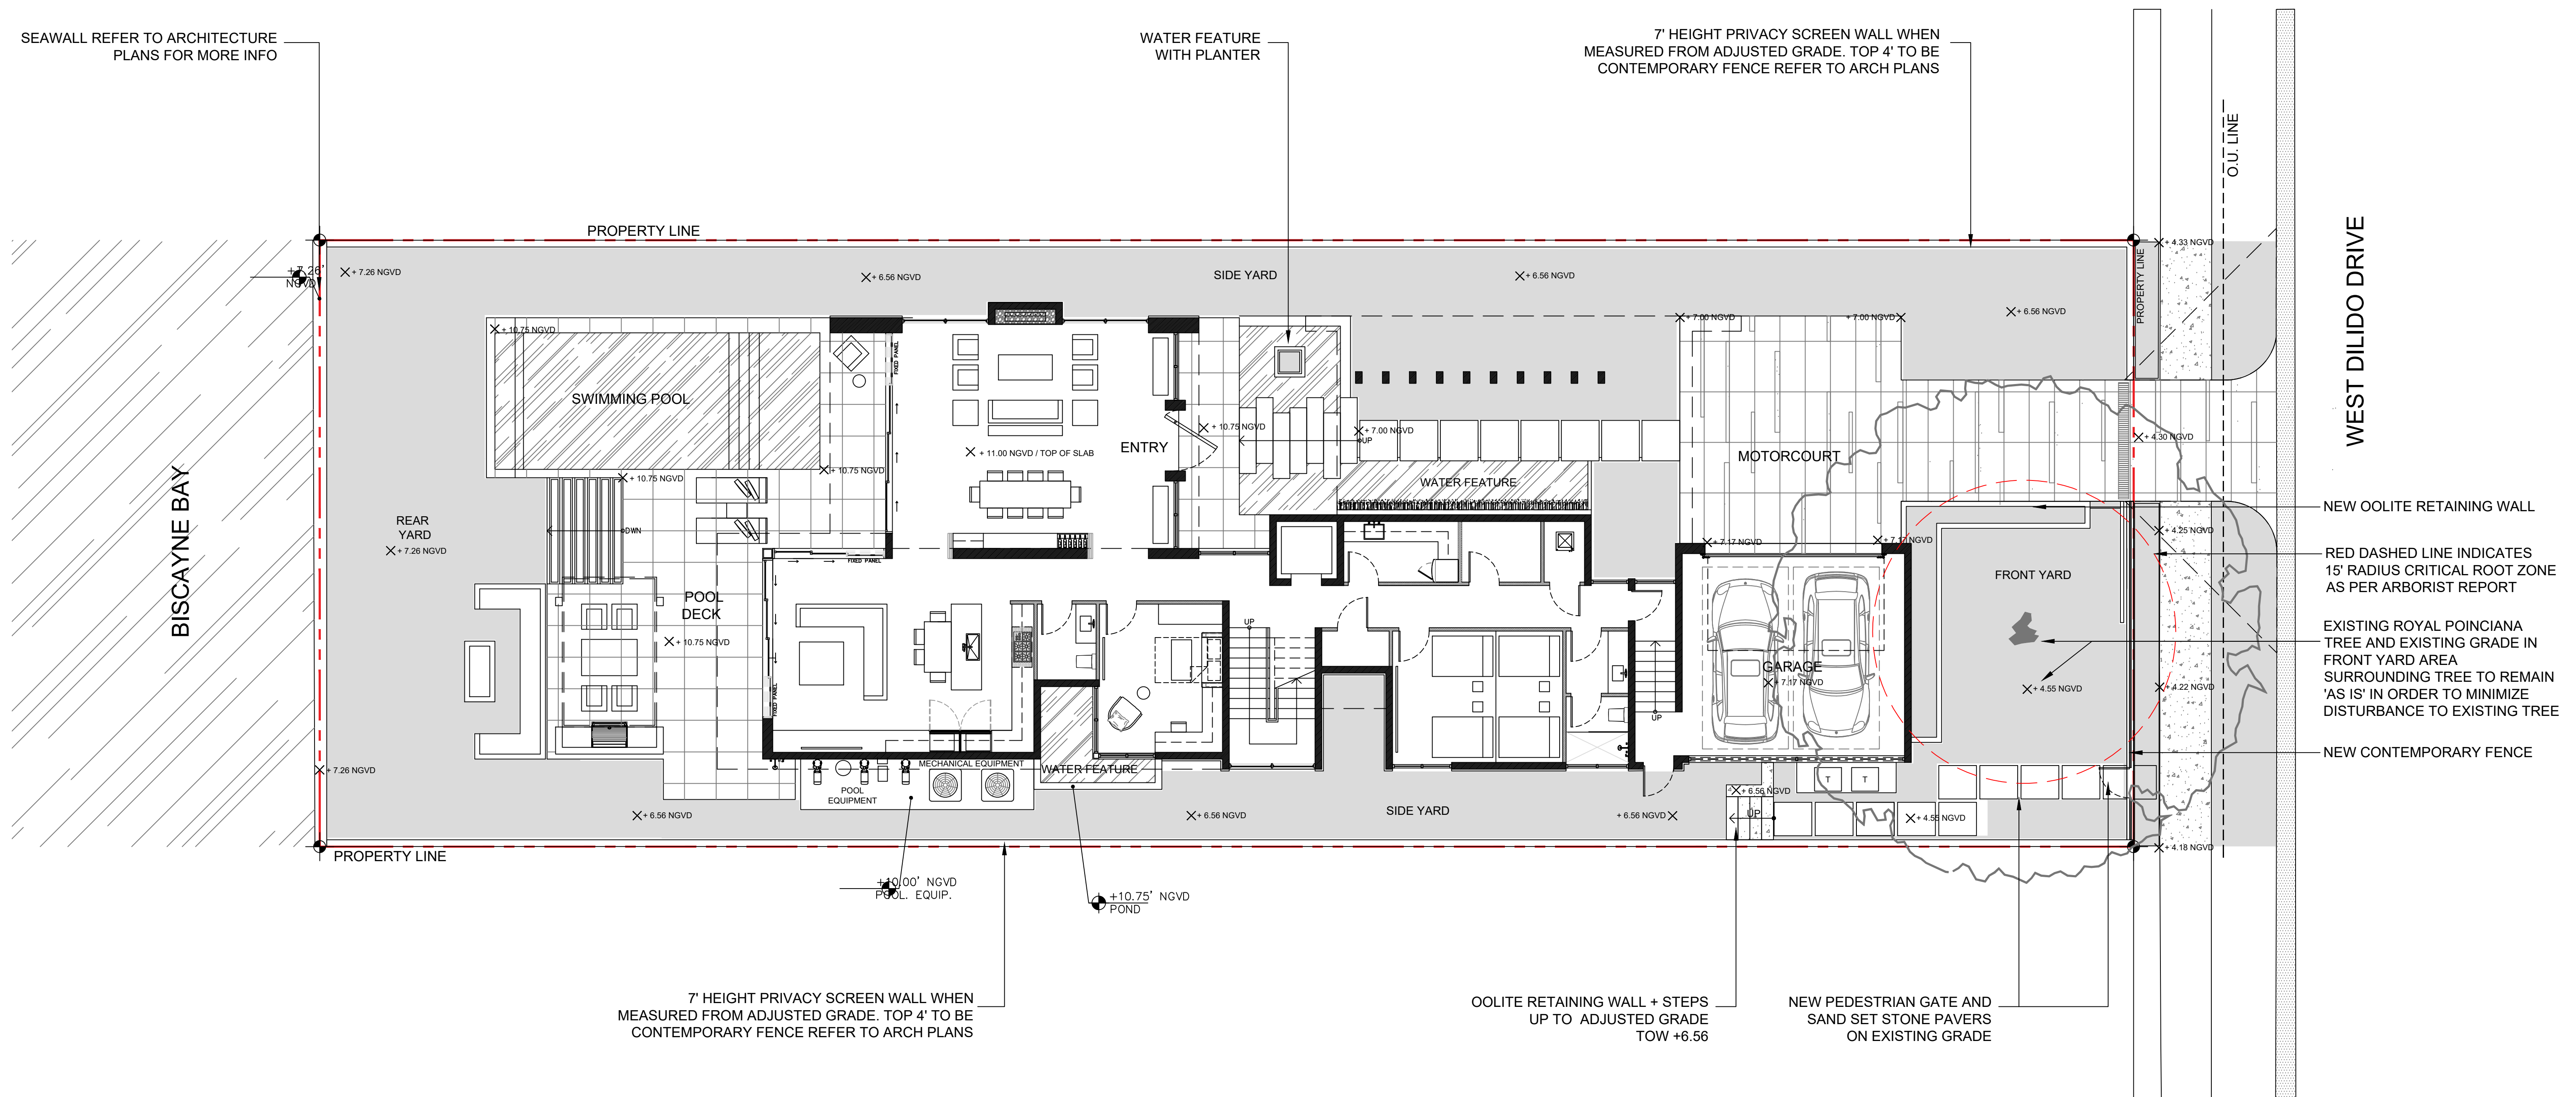 SEAWALL REFER TO ARCHITECTURE
PLANS FOR MORE INFO
WATER FEATURE
WITH PLANTER
7' HEIGHT PRIVACY SCREEN WALL WHEN
MEASURED FROM ADJUSTED GRADE. TOP 4' TO BE
CONTEMPORARY FENCE REFER TO ARCH PLANS
O.U. LINE
WEST DILIDO DRIVE
PROPERTY LINE
PROPERTY LINE
+ 4.33 NGVD
+7.26'
NGVD
+ 7.26 NGVD
+ 6.56 NGVD
SIDE YARD
+ 6.56 NGVD
+ 6.56 NGVD
+ 10.75 NGVD
+ 7.00 NGVD
+ 7.00 NGVD
FIXED PANEL
SWIMMING POOL
+ 10.75 NGVD
+ 7.00 NGVD
UP
ENTRY
+ 11.00 NGVD / TOP OF SLAB
+ 4.30 NGVD
MOTORCOURT
+ 10.75 NGVD
+ 10.75 NGVD
WATER FEATURE
BISCAYNE BAY
REAR
YARD
+ 7.26 NGVD
DWN
+ 4.25 NGVD
+ 7.17 NGVD
+ 7.17 NGVD
FIXED PANEL
NEW OOLITE RETAINING WALL
RED DASHED LINE INDICATES
15' RADIUS CRITICAL ROOT ZONE
AS PER ARBORIST REPORT
FRONT YARD
POOL
DECK
+ 10.75 NGVD
UP
EXISTING ROYAL POINCIANA
TREE AND EXISTING GRADE IN
FRONT YARD AREA
SURROUNDING TREE TO REMAIN
'AS IS' IN ORDER TO MINIMIZE
DISTURBANCE TO EXISTING TREE
GARAGE
+ 7.17 NGVD
+ 4.55 NGVD
+ 4.22 NGVD
FIXED PANEL
UP
NEW CONTEMPORARY FENCE
+ 7.26 NGVD
MECHANICAL EQUIPMENT
WATER FEATURE
POOL
EQUIPMENT
T
T
+ 6.56 NGVD
+ 6.56 NGVD
+ 6.56 NGVD
SIDE YARD
+ 6.56 NGVD
UP
+ 4.55 NGVD
+ 4.18 NGVD
PROPERTY LINE
+10.00' NGVD
POOL. EQUIP.
+10.75' NGVD
POND
7' HEIGHT PRIVACY SCREEN WALL WHEN
MEASURED FROM ADJUSTED GRADE. TOP 4' TO BE
CONTEMPORARY FENCE REFER TO ARCH PLANS
OOLITE RETAINING WALL + STEPS
UP TO ADJUSTED GRADE
TOW +6.56
NEW PEDESTRIAN GATE AND
SAND SET STONE PAVERS
ON EXISTING GRADE